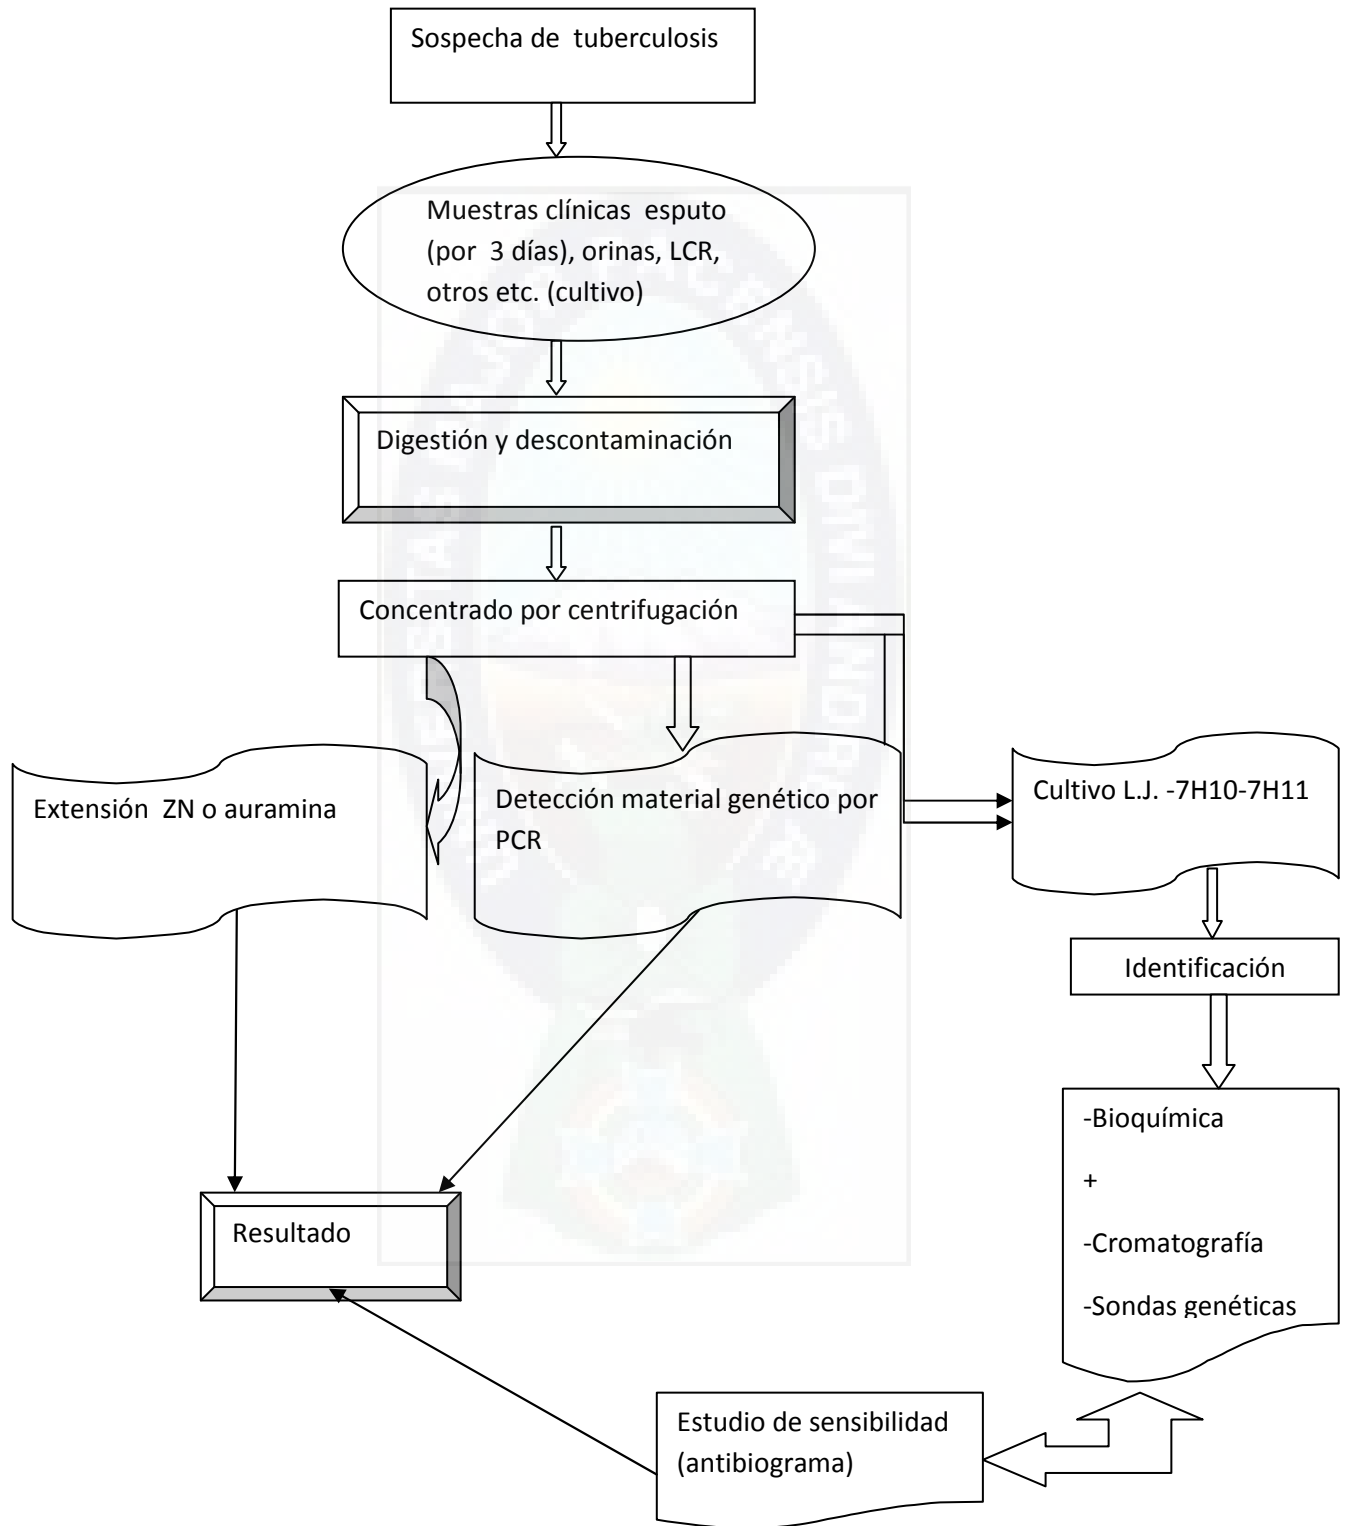 Sospecha de tuberculosis
Muestras clínicas esputo
(por 3 días), orinas, LCR,
otros etc. (cultivo)
Digestión y descontaminación
Concentrado por centrifugación
Extensión ZN o auramina
Detección material genético por
PCR
Cultivo L.J. -7H10-7H11
Identificación
-Bioquímica
+
-Cromatografía
-Sondas genéticas
Resultado
Estudio de sensibilidad
(antibiograma)